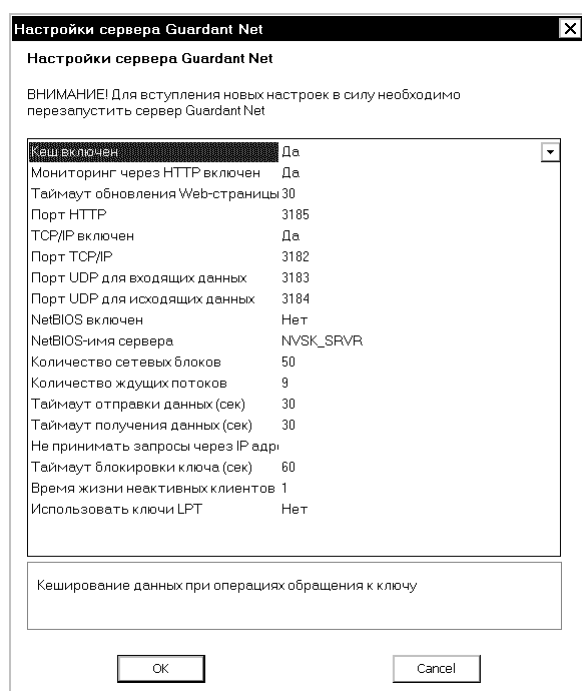 Настройки сервера Guardant Net
Настройки сервера Guardant Net
ВНИМАНИЕ! Для вступления новых настроек в силу необходимо
перезапустить сервер Guardant Net
Кеш включен Да
Мониторинг через HTTP включен Да
Таймаут обновления Web-страницы 30
Порт HTTP 3185
TCP/IP включен Да
Порт TCP/IP 3182
Порт UDP для входящих данных 3183
Порт UDP для исходящих данных 3184
NetBIOS включен Нет
NetBIOS-имя сервера NVSK_SRVR
Количество сетевых блоков 50
Количество ждущих потоков 9
Таймаут отправки данных (сек) 30
Таймаут получения данных (сек) 30
Не принимать запросы через IP адр
Таймаут блокировки ключа (сек) 60
Время жизни неактивных клиентов 1
Использовать ключи LPT Нет
Кеширование данных при операциях обращения к ключу
OK Cancel